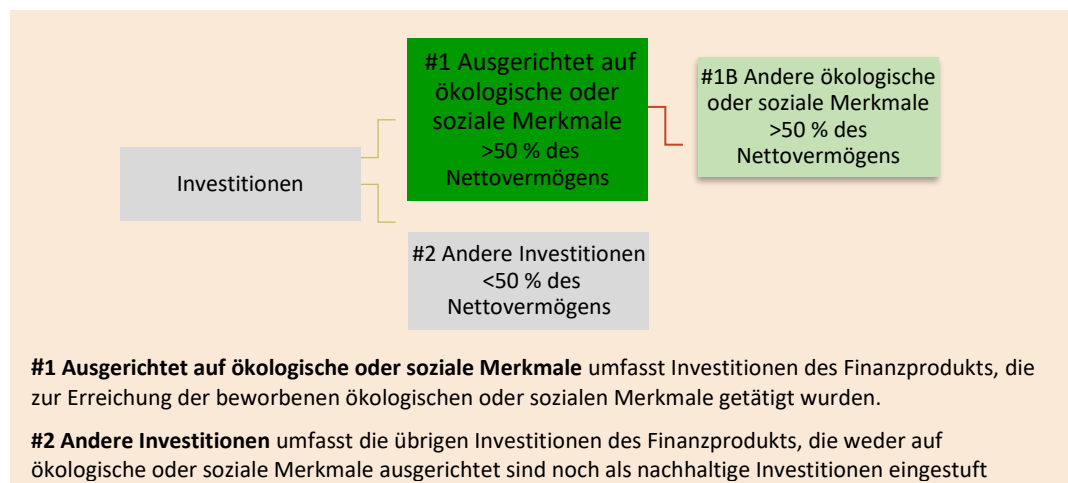 #1 Ausgerichtet auf
ökologische oder
soziale Merkmale
>50 % des
Nettovermögens
#1B Andere ökologische
oder soziale Merkmale
>50 % des
Nettovermögens
Investitionen
#2 Andere Investitionen
<50 % des
Nettovermögens
#1 Ausgerichtet auf ökologische oder soziale Merkmale umfasst Investitionen des Finanzprodukts, die
zur Erreichung der beworbenen ökologischen oder sozialen Merkmale getätigt wurden.
#2 Andere Investitionen umfasst die übrigen Investitionen des Finanzprodukts, die weder auf
ökologische oder soziale Merkmale ausgerichtet sind noch als nachhaltige Investitionen eingestuft